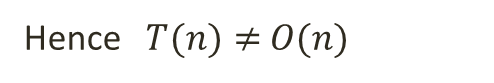 Hence T(n) ≠ O(n)